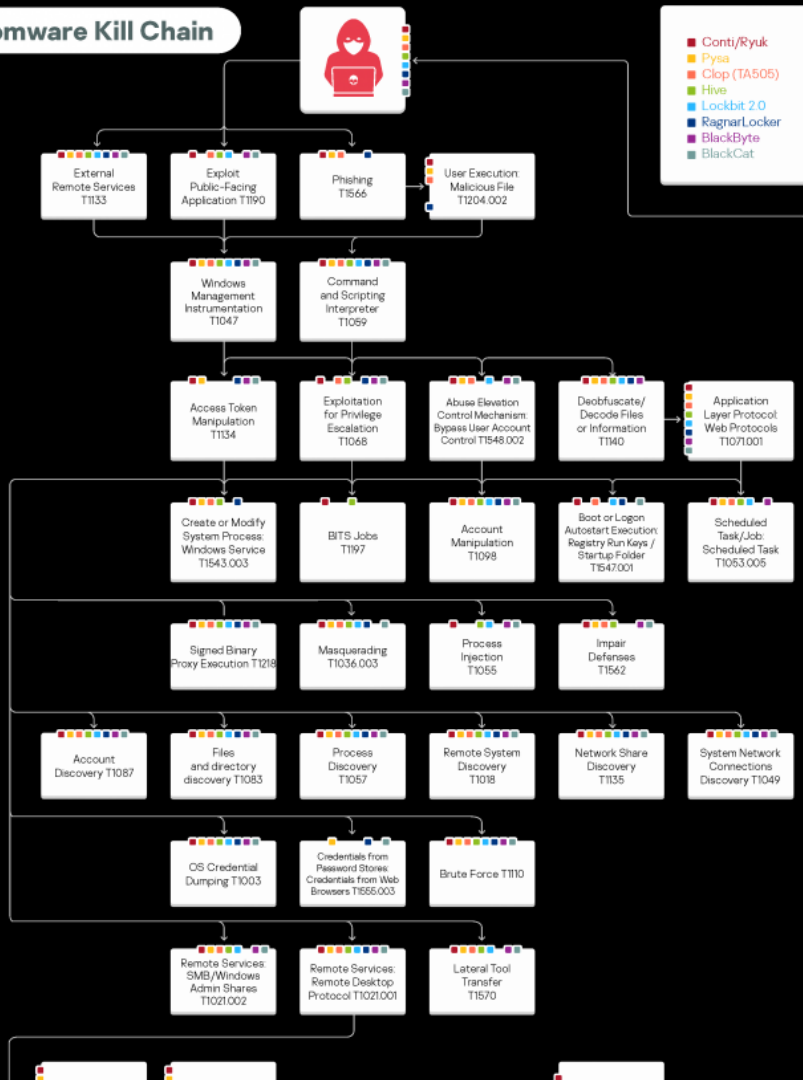 omware Kill Chain
Conti/Ryuk
Pysa
Clop (TA505)
Hive
Lockbit 2.0
RagnarLocker
BlackByte
BlackCat
External
Remote Services
T1133
Exploit
Public-Facing
Application T1190
Phishing
T1566
User Execution:
Malicious File
T1204.002
Windows
Management
Instrumentation
T1047
Command
and Scripting
Interpreter
T1059
Access Token
Manipulation
T1134
Exploitation
for Privilege
Escalation
T1068
Abuse Elevation
Control Mechanism:
Bypass User Account
Control T1548.002
Deobfuscate/
Decode Files
or Information
T1140
Application
Layer Protocol:
Web Protocols
T1071.001
Create or Modify
System Process:
Windows Service
T1543.003
BITS Jobs
T1197
Account
Manipulation
T1098
Boot or Logon
Autostart Execution:
Registry Run Keys /
Startup Folder
T1547.001
Scheduled
Task/Job:
Scheduled Task
T1053.005
Signed Binary
Proxy Execution T1218
Masquerading
T1036.003
Process
Injection
T1055
Impair
Defenses
T1562
Account
Discovery T1087
Files
and directory
discovery T1083
Process
Discovery
T1057
Remote System
Discovery
T1018
Network Share
Discovery
T1135
System Network
Connections
Discovery T1049
OS Credential
Dumping T1003
Credentials from
Password Stores:
Credentials from Web
Browsers T1555.003
Brute Force T1110
Remote Services:
SMB/Windows
Admin Shares
T1021.002
Remote Services:
Remote Desktop
Protocol T1021.001
Lateral Tool
Transfer
T1570